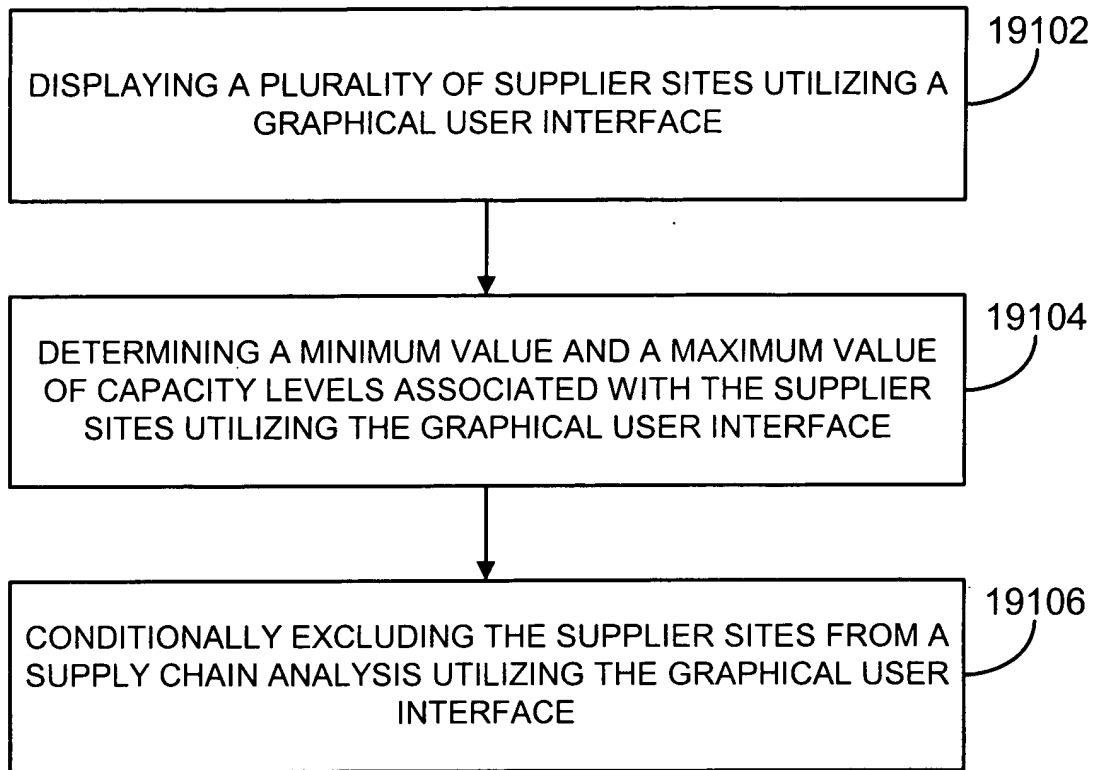 19102
DISPLAYING A PLURALITY OF SUPPLIER SITES UTILIZING A
GRAPHICAL USER INTERFACE
19104
DETERMINING A MINIMUM VALUE AND A MAXIMUM VALUE
OF CAPACITY LEVELS ASSOCIATED WITH THE SUPPLIER
SITES UTILIZING THE GRAPHICAL USER INTERFACE
19106
CONDITIONALLY EXCLUDING THE SUPPLIER SITES FROM A
SUPPLY CHAIN ANALYSIS UTILIZING THE GRAPHICAL USER
INTERFACE